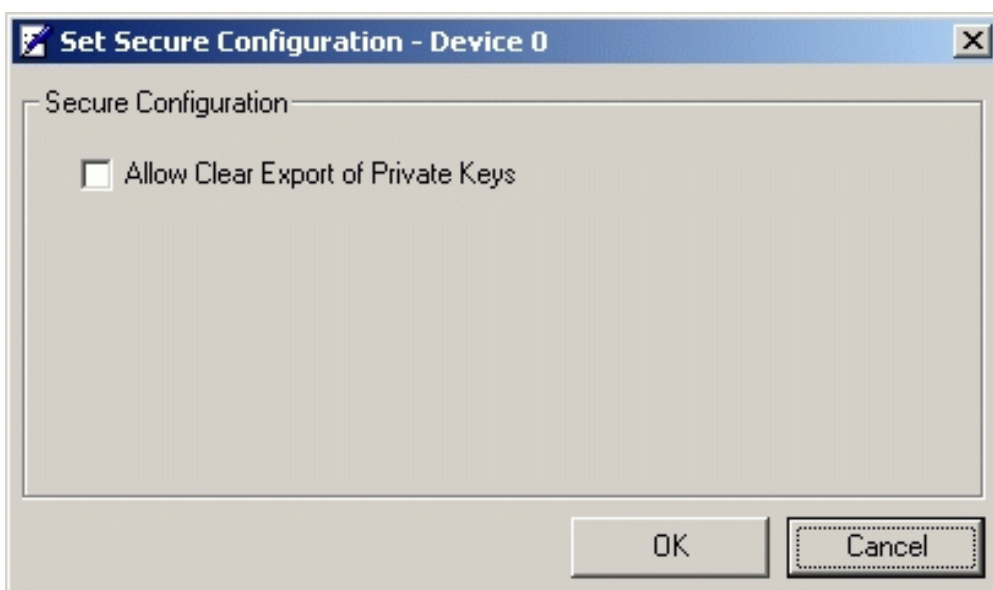 Set Secure Configuration - Device 0
Secure Configuration
Allow Clear Export of Private Keys
OK Cancel